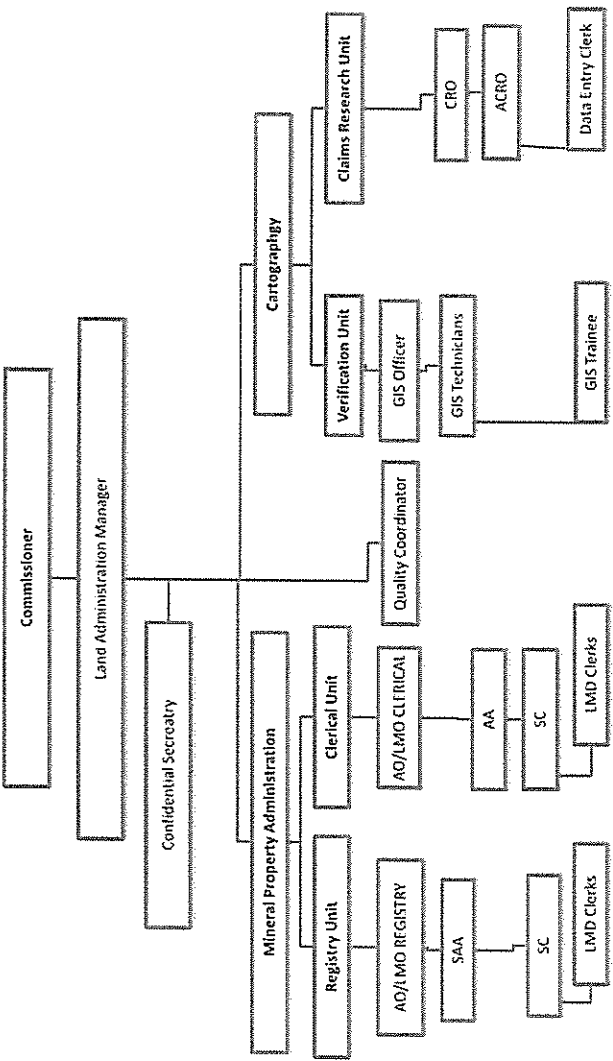 Commissioner
Land Administration Manager
Confidential Secreatry
Mineral Property Administration
Cartographgy
Registry Unit
Clerical Unit
Quality Coordinator
Verification Unit
Claims Research Unit
AO/LMO REGISTRY
AO/LMO CLERICAL
GIS Officer
CRO
SAA
AA
GIS Technicians
ACRO
SC
SC
LMD Clerks
LMD Clerks
GIS Trainee
Data Entry Clerk